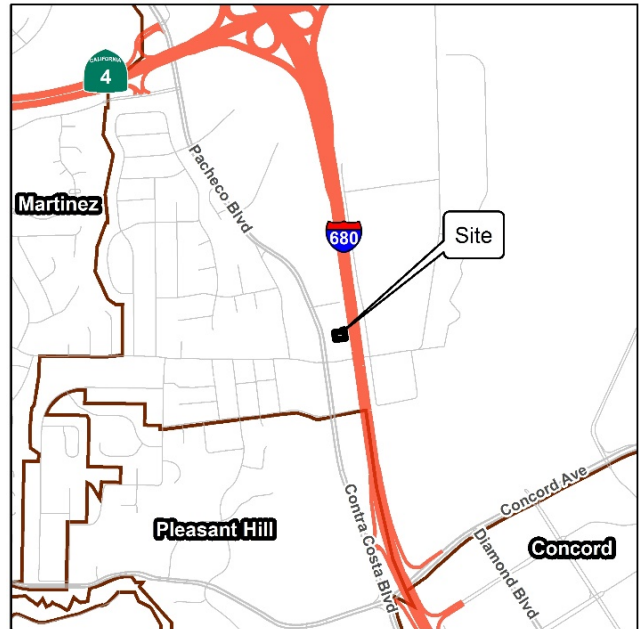 CALIFORNIA
4
Pacheco Blvd
Martinez
680
Site
Contra Costa Blvd
Concord Ave
Pleasant Hill
Diamond Blvd
Concord